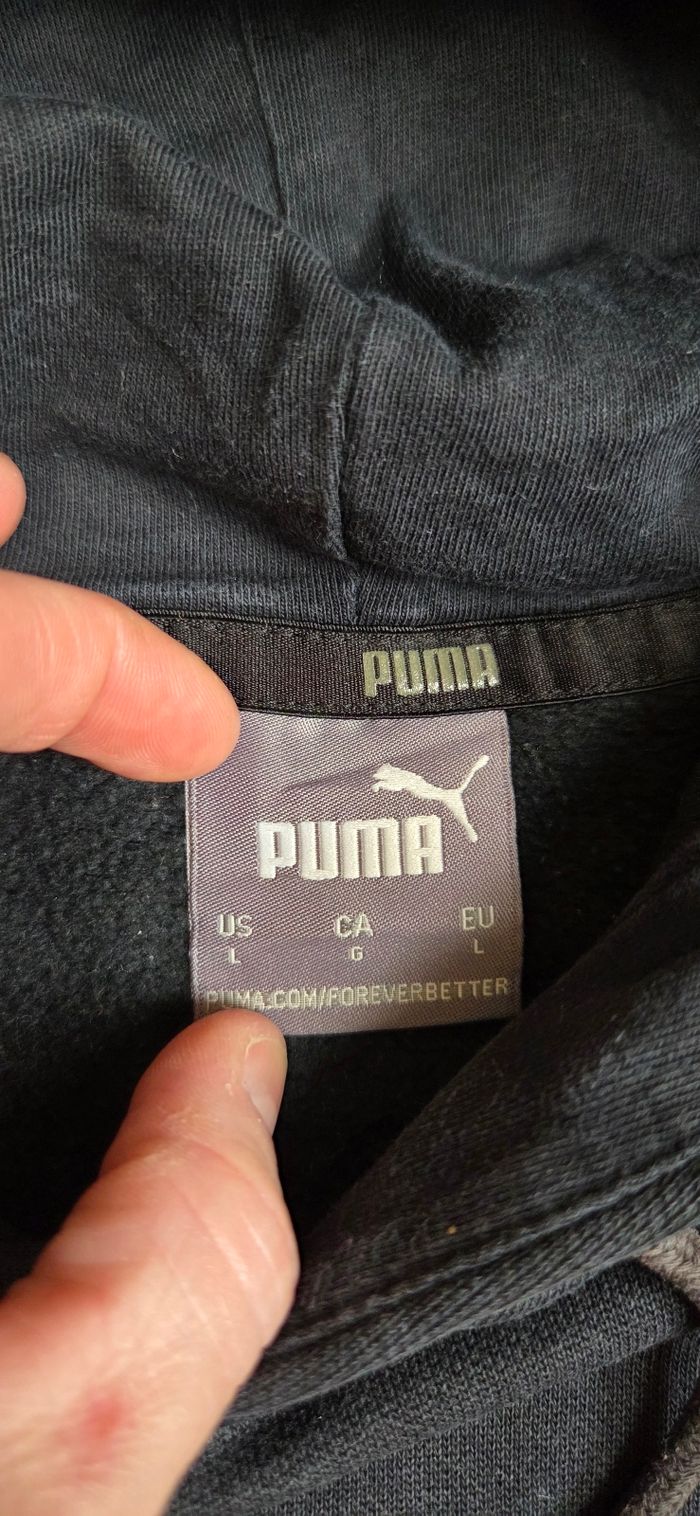 PUMA
PUMA
US CA EU
L G L
PUMA.COM/FOREVERBETTER